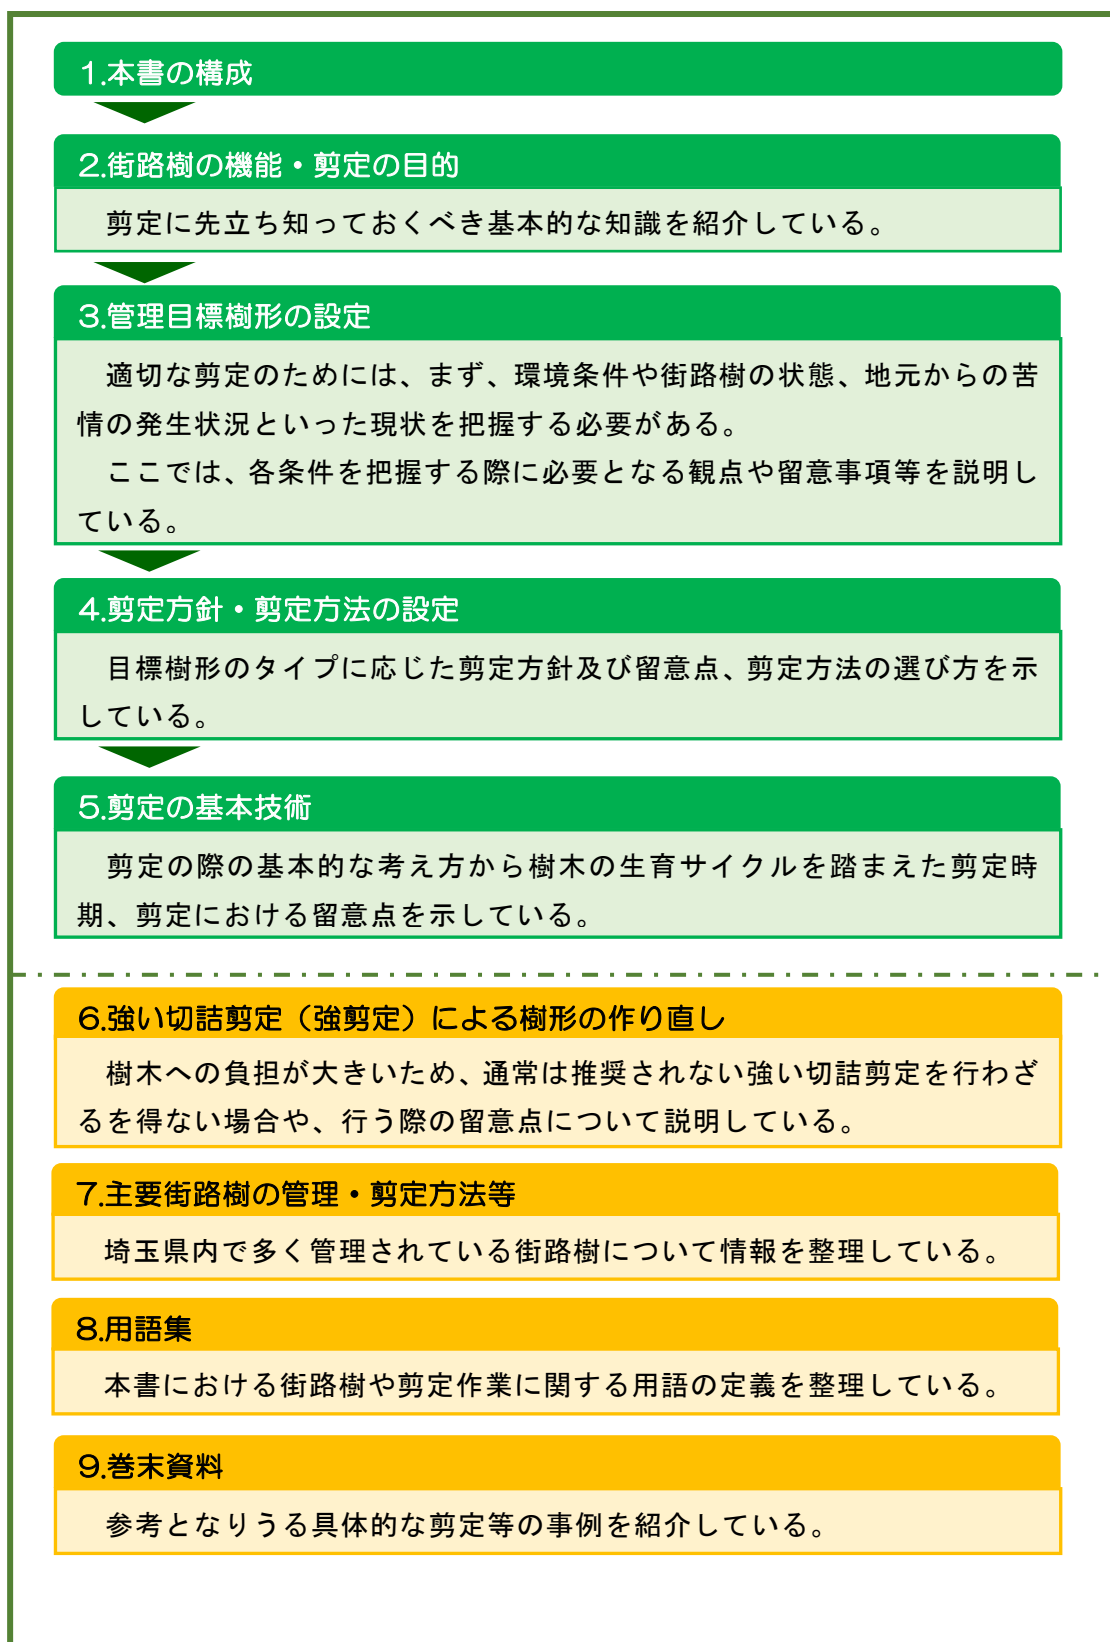 1.本書の構成
2.街路樹の機能・剪定の目的
剪定に先立ち知っておくべき基本的な知識を紹介している。
3.管理目標樹形の設定
適切な剪定のためには、まず、環境条件や街路樹の状態、地元からの苦
情の発生状況といった現状を把握する必要がある。
ここでは、各条件を把握する際に必要となる観点や留意事項等を説明し
ている。
4.剪定方針・剪定方法の設定
目標樹形のタイプに応じた剪定方針及び留意点、剪定方法の選び方を示
している。
5.剪定の基本技術
剪定の際の基本的な考え方から樹木の生育サイクルを踏まえた剪定時
期、剪定における留意点を示している。
6.強い切詰剪定（強剪定）による樹形の作り直し
樹木への負担が大きいため、通常は推奨されない強い切詰剪定を行わざ
るを得ない場合や、行う際の留意点について説明している。
7.主要街路樹の管理・剪定方法等
埼玉県内で多く管理されている街路樹について情報を整理している。
8.用語集
本書における街路樹や剪定作業に関する用語の定義を整理している。
9.巻末資料
参考となりうる具体的な剪定等の事例を紹介している。